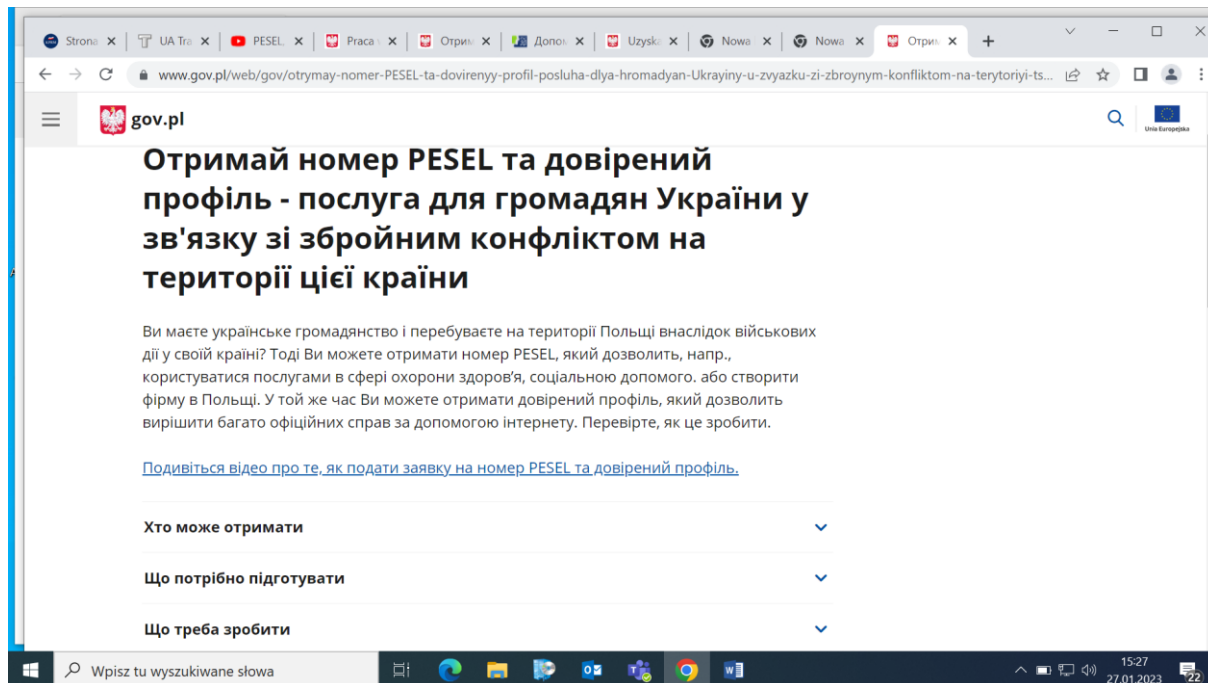 Strona
UA Tra
PESEL,
Praca
Отрим
Допом
Uzyska
Nowa
Nowa
Отрим
www.gov.pl/web/gov/otrymay-nomer-PESEL-ta-dovirenyy-profil-posluha-dlya-hromadyan-Ukrayiny-u-zvyazku-zi-zbroynym-konfliktom-na-terytoriyi-ts...
gov.pl
Unia Europejska
Отримай номер PESEL та довірений
профіль - послуга для громадян України у
зв'язку зі збройним конфліктом на
території цієї країни
Ви маєте українське громадянство і перебуваєте на території Польщі внаслідок військових
дії у своїй країні? Тоді Ви можете отримати номер PESEL, який дозволить, напр.,
користуватися послугами в сфері охорони здоров’я, соціальною допомого. або створити
фірму в Польщі. У той же час Ви можете отримати довірений профіль, який дозволить
вирішити багато офіційних справ за допомогою інтернету. Перевірте, як це зробити.
Подивіться відео про те, як подати заявку на номер PESEL та довірений профіль.
Хто може отримати
Що потрібно підготувати
Що треба зробити
Wpisz tu wyszukiwane słowa
15:27
27.01.2023
22